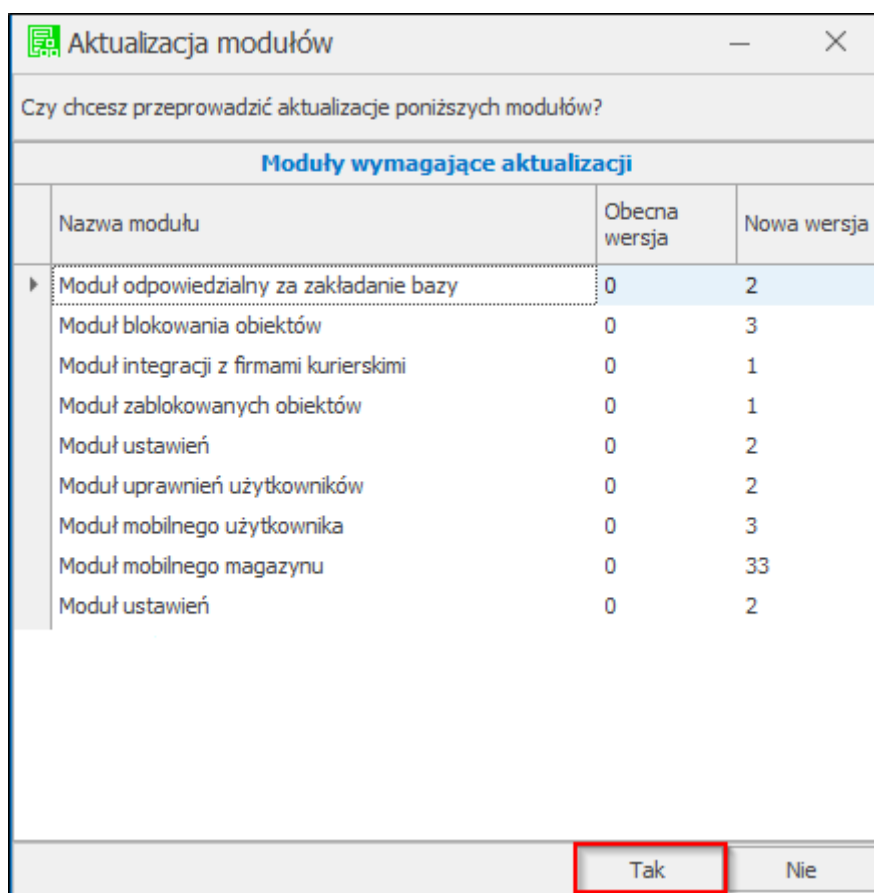 Aktualizacja modułów
Czy chcesz przeprowadzić aktualizacje poniższych modułów?
Moduły wymagające aktualizacji
Nazwa modułu Obecna wersja Nowa wersja
Moduł odpowiedzialny za zakładanie bazy 0 2
Moduł blokowania obiektów 0 3
Moduł integracji z firmami kurierskimi 0 1
Moduł zablokowanych obiektów 0 1
Moduł ustawień 0 2
Moduł uprawnień użytkowników 0 2
Moduł mobilnego użytkownika 0 3
Moduł mobilnego magazynu 0 33
Moduł ustawień 0 2
Tak Nie